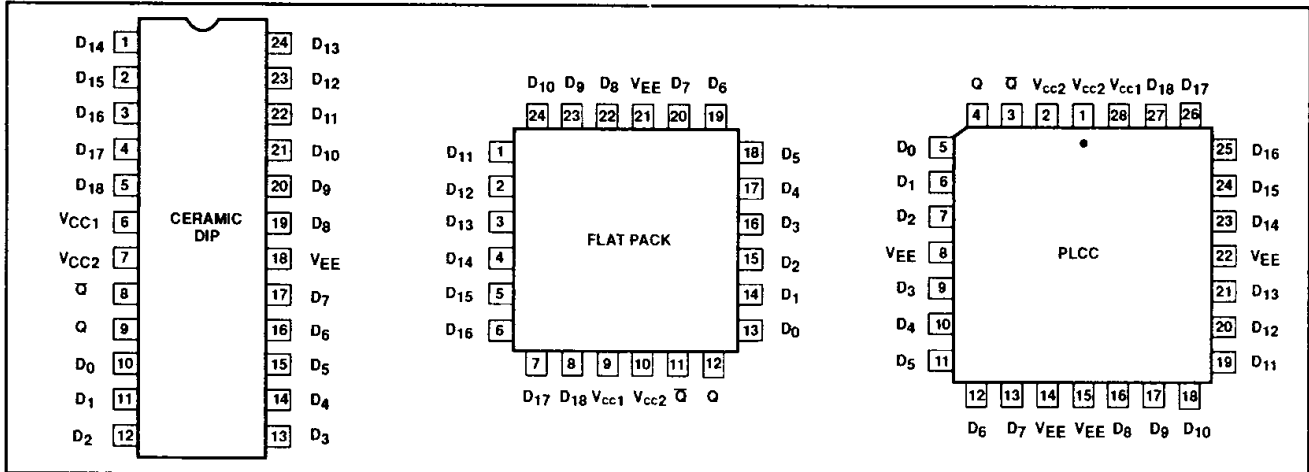 D14 1 24 D13
D15 2 23 D12
D16 3 22 D11
D17 4 21 D10
D18 5 20 D9
VCC1 6 19 D8
VCC2 7 18 VEE
Q̅ 8 17 D7
Q 9 16 D6
D0 10 15 D5
D1 11 14 D4
D2 12 13 D3
CERAMIC
DIP
D10 D9 D8 VEE D7 D6
24 23 22 21 20 19
D11 1 18 D5
D12 2 17 D4
D13 3 16 D3
D14 4 15 D2
D15 5 14 D1
D16 6 13 D0
FLAT PACK
7 8 9 10 11 12
D17 D18 Vcc1 Vcc2 Q̅ Q
Q Q̅ Vcc2 Vcc2 Vcc1 D18 D17
4 3 2 1 28 27 26
D0 5 25 D16
D1 6 24 D15
D2 7 23 D14
VEE 8 22 VEE
D3 9 21 D13
D4 10 20 D12
D5 11 19 D11
PLCC
12 13 14 15 16 17 18
D6 D7 VEE VEE D8 D9 D10